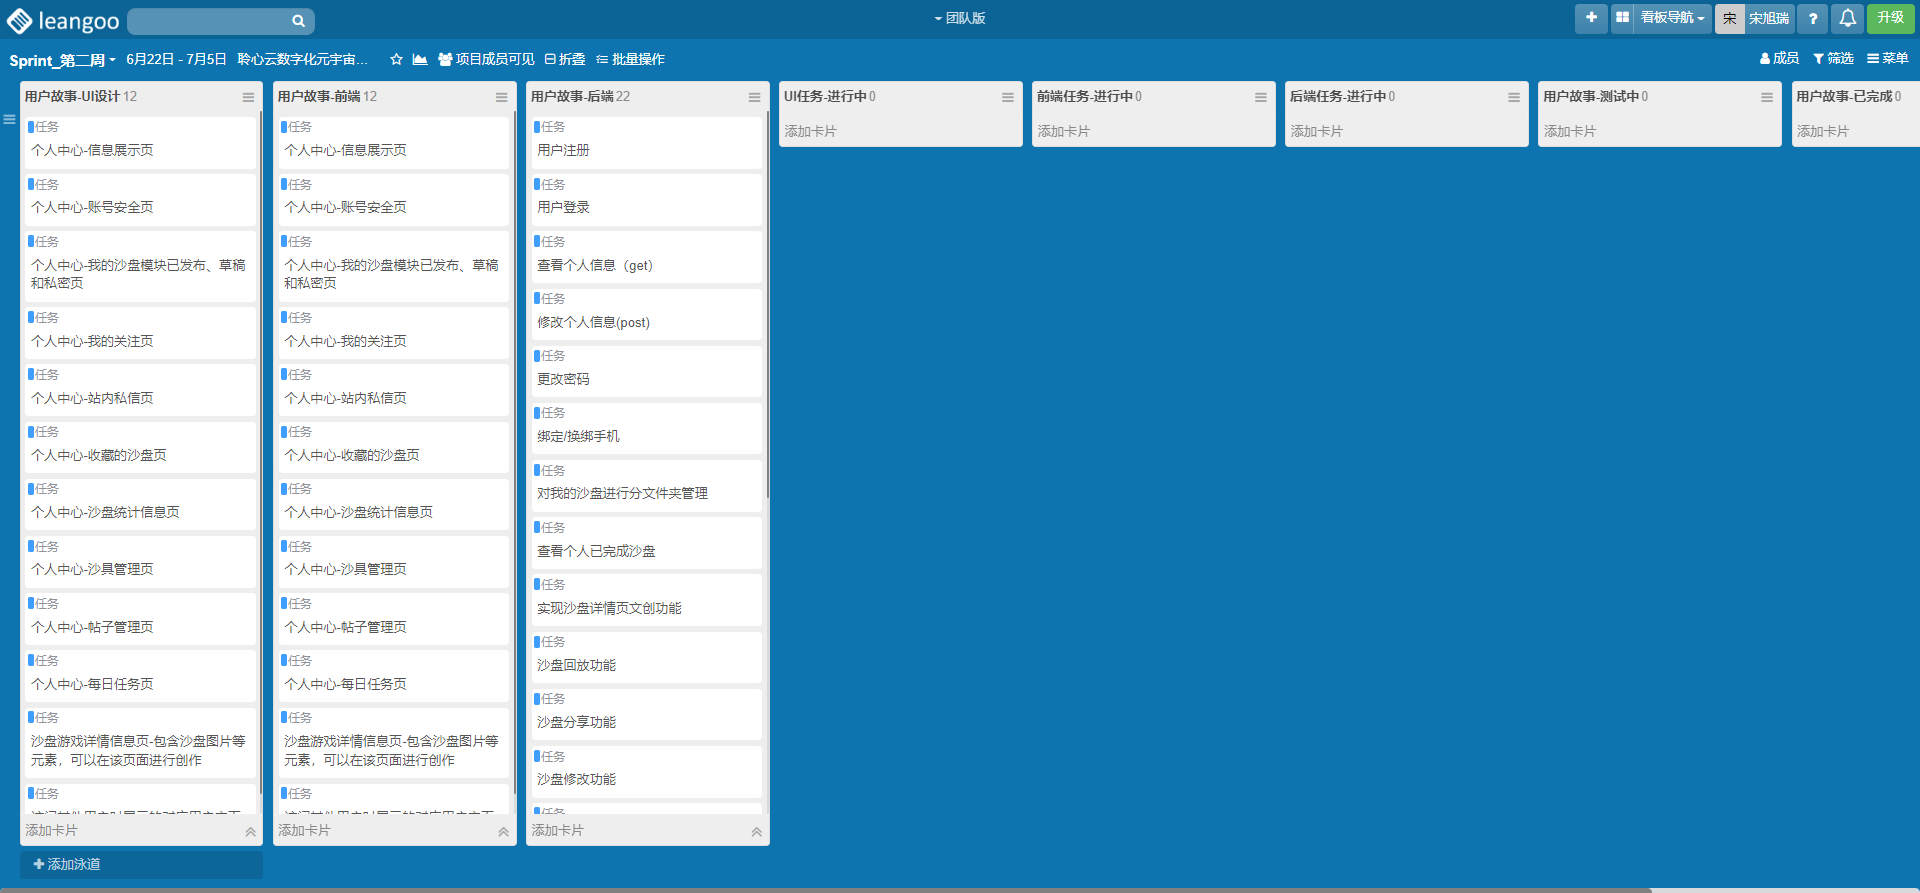 leangoo
团队版
看板导航
宋
宋旭瑞
?
升级
Sprint_第二周
6月22日 - 7月5日
聆心云数字化元宇宙...
项目成员可见
折叠
批量操作
成员
筛选
菜单
用户故事-UI设计 12
任务
个人中心-信息展示页
任务
个人中心-账号安全页
任务
个人中心-我的沙盘模块已发布、草稿
和私密页
任务
个人中心-我的关注页
任务
个人中心-站内私信页
任务
个人中心-收藏的沙盘页
任务
个人中心-沙盘统计信息页
任务
个人中心-沙具管理页
任务
个人中心-帖子管理页
任务
个人中心-每日任务页
任务
沙盘游戏详情信息页-包含沙盘图片等
元素，可以在该页面进行创作
任务
添加卡片
添加泳道
用户故事-前端 12
任务
个人中心-信息展示页
任务
个人中心-账号安全页
任务
个人中心-我的沙盘模块已发布、草稿
和私密页
任务
个人中心-我的关注页
任务
个人中心-站内私信页
任务
个人中心-收藏的沙盘页
任务
个人中心-沙盘统计信息页
任务
个人中心-沙具管理页
任务
个人中心-帖子管理页
任务
个人中心-每日任务页
任务
沙盘游戏详情信息页-包含沙盘图片等
元素，可以在该页面进行创作
任务
添加卡片
用户故事-后端 22
任务
用户注册
任务
用户登录
任务
查看个人信息（get）
任务
修改个人信息(post)
任务
更改密码
任务
绑定/换绑手机
任务
对我的沙盘进行分文件夹管理
任务
查看个人已完成沙盘
任务
实现沙盘详情页文创功能
任务
沙盘回放功能
任务
沙盘分享功能
任务
沙盘修改功能
任务
添加卡片
UI任务-进行中 0
添加卡片
前端任务-进行中 0
添加卡片
后端任务-进行中 0
添加卡片
用户故事-测试中 0
添加卡片
用户故事-已完成 0
添加卡片